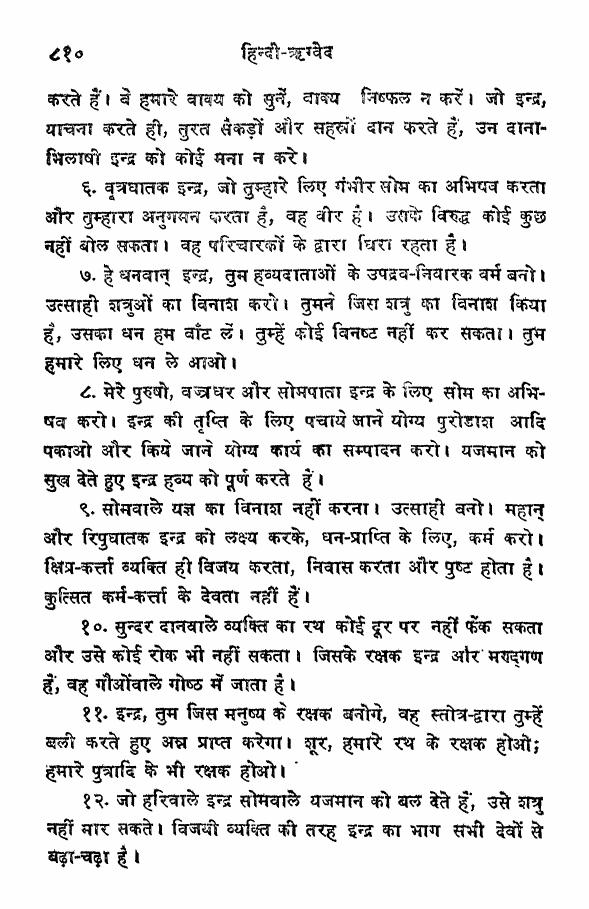 ८१० हिन्दी-ऋग्वेद
करते हैं। वे हमारे वाक्य को सुनें, वाक्य निष्फल न करें। जो इन्द्र,
याचना करते ही, तुरत सैकड़ों और सहस्रों दान करते हैं, उन दाना-
भिलाषी इन्द्र को कोई मना न करे।
६. वृत्रघातक इन्द्र, जो तुम्हारे लिए गंभीर सोम का अभिषव करता
और तुम्हारा अनुगमन करता है, वह वीर है। उसके विरुद्ध कोई कुछ
नहीं बोल सकता। वह परिचारकों के द्वारा घिरा रहता है।
७. हे धनवान् इन्द्र, तुम हव्यदाताओं के उपद्रव-निवारक वर्म बनो।
उत्साही शत्रुओं का विनाश करो। तुमने जिस शत्रु का विनाश किया
है, उसका धन हम बाँट लें। तुम्हें कोई विनष्ट नहीं कर सकता। तुम
हमारे लिए धन ले आओ।
८. मेरे पुरुषो, वज्रधर और सोमपाता इन्द्र के लिए सोम का अभि-
षव करो। इन्द्र की तृप्ति के लिए पचाये जाने योग्य पुरोडाश आदि
पकाओ और किये जाने योग्य कार्य का सम्पादन करो। यजमान को
सुख देते हुए इन्द्र हव्य को पूर्ण करते हैं।
९. सोमवाले यज्ञ का विनाश नहीं करना। उत्साही बनो। महान्
और रिपुघातक इन्द्र को लक्ष्य करके, धन-प्राप्ति के लिए, कर्म करो।
क्षिप्र-कर्त्ता व्यक्ति ही विजय करता, निवास करता और पुष्ट होता है।
कुत्सित कर्म-कर्त्ता के देवता नहीं हैं।
१०. सुन्दर दानवाले व्यक्ति का रथ कोई दूर पर नहीं फेंक सकता
और उसे कोई रोक भी नहीं सकता। जिसके रक्षक इन्द्र और मरुद्गण
हैं, वह गौओंवाले गोष्ठ में जाता है।
११. इन्द्र, तुम जिस मनुष्य के रक्षक बनोगे, वह स्तोत्र-द्वारा तुम्हें
बली करते हुए अन्न प्राप्त करेगा। शूर, हमारे रथ के रक्षक होओ;
हमारे पुत्रादि के भी रक्षक होओ।
१२. जो हरिवाले इन्द्र सोमवाले यजमान को बल देते हैं, उसे शत्रु
नहीं मार सकते। विजयी व्यक्ति की तरह इन्द्र का भाग सभी देवों से
बढ़ा-चढ़ा है।